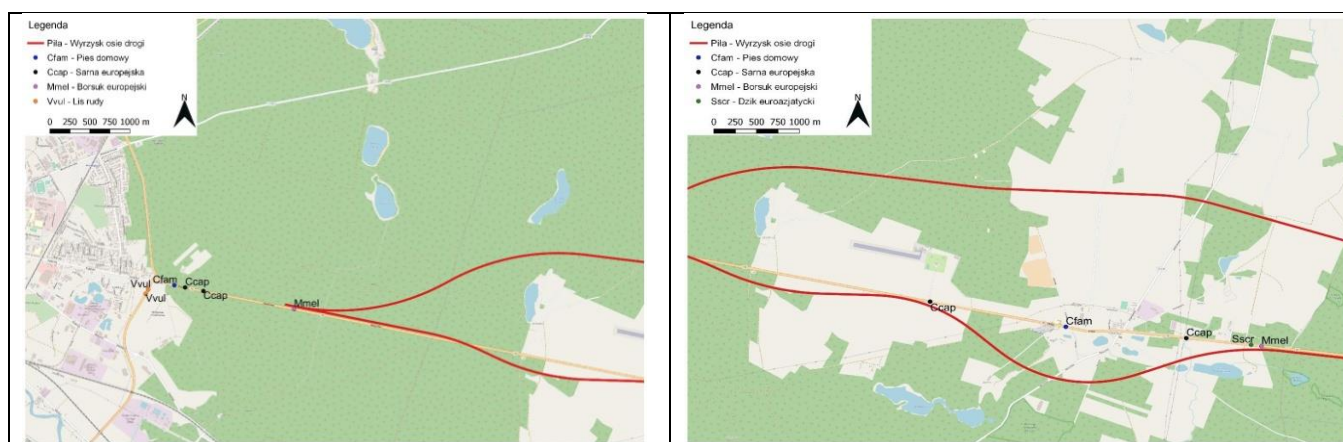 Legenda
Piła - Wyrzysk osie drogi
Cfam - Pies domowy
Ccap - Sarna europejska
Mmel - Borsuk europejski
Vvul - Lis rudy
N
0 250 500 750 1000 m
Vvul
Cfam
Ccap
Vvul
Ccap
Mmel
Legenda
Piła - Wyrzysk osie drogi
Cfam - Pies domowy
Ccap - Sarna europejska
Mmel - Borsuk europejski
Sscr - Dzik euroazjatycki
N
0 250 500 750 1000 m
Ccap
Cfam
Ccap
Sscr
Mmel